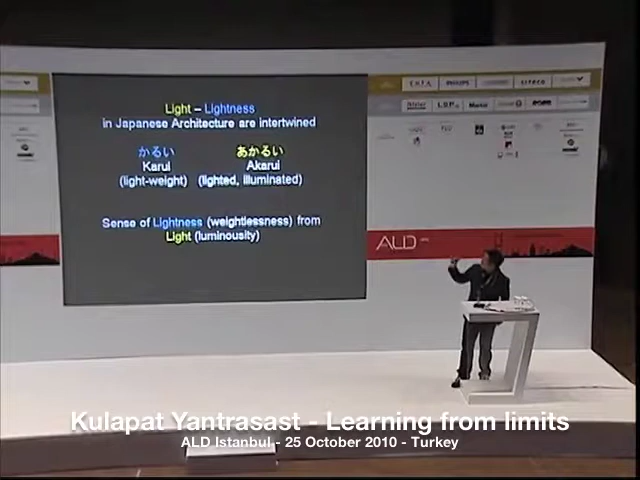 Light – Lightness
in Japanese Architecture are intertwined
かるい
あかるい
Karui
Akarui
(light-weight)
(lighted, illuminated)
Sense of Lightness (weightlessness) from
Light (luminousity)
PHILIPS
LITPCO
ALD
Kulapat Yantrasast - Learning from limits
ALD Istanbul - 25 October 2010 - Turkey